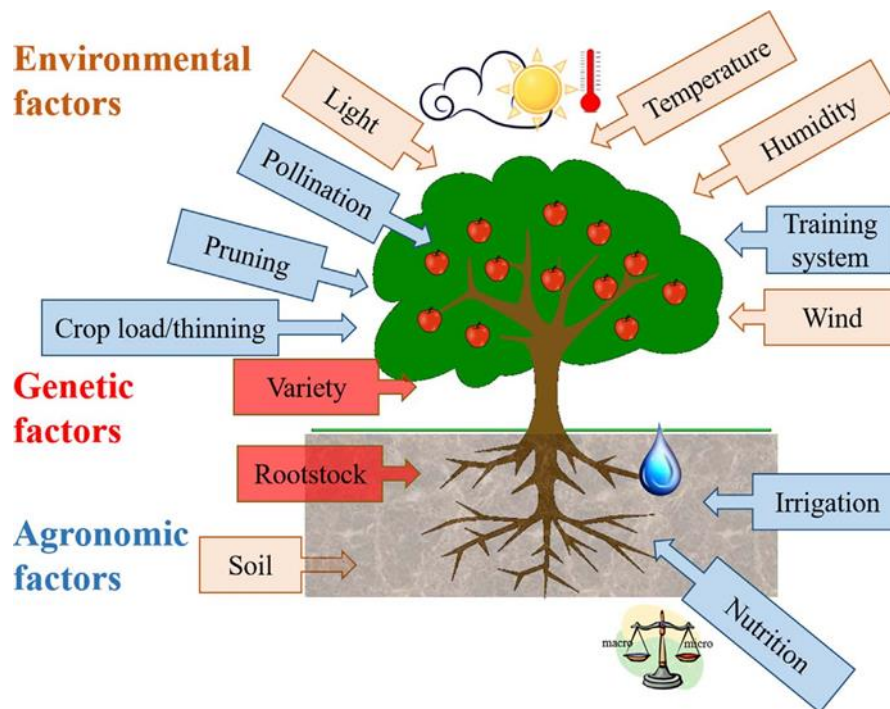 Environmental
factors
Light
Temperature
Humidity
Pollination
Pruning
Training
system
Crop load/thinning
Wind
Genetic
factors
Variety
Rootstock
Irrigation
Agronomic
factors
Soil
Nutrition
macro
micro